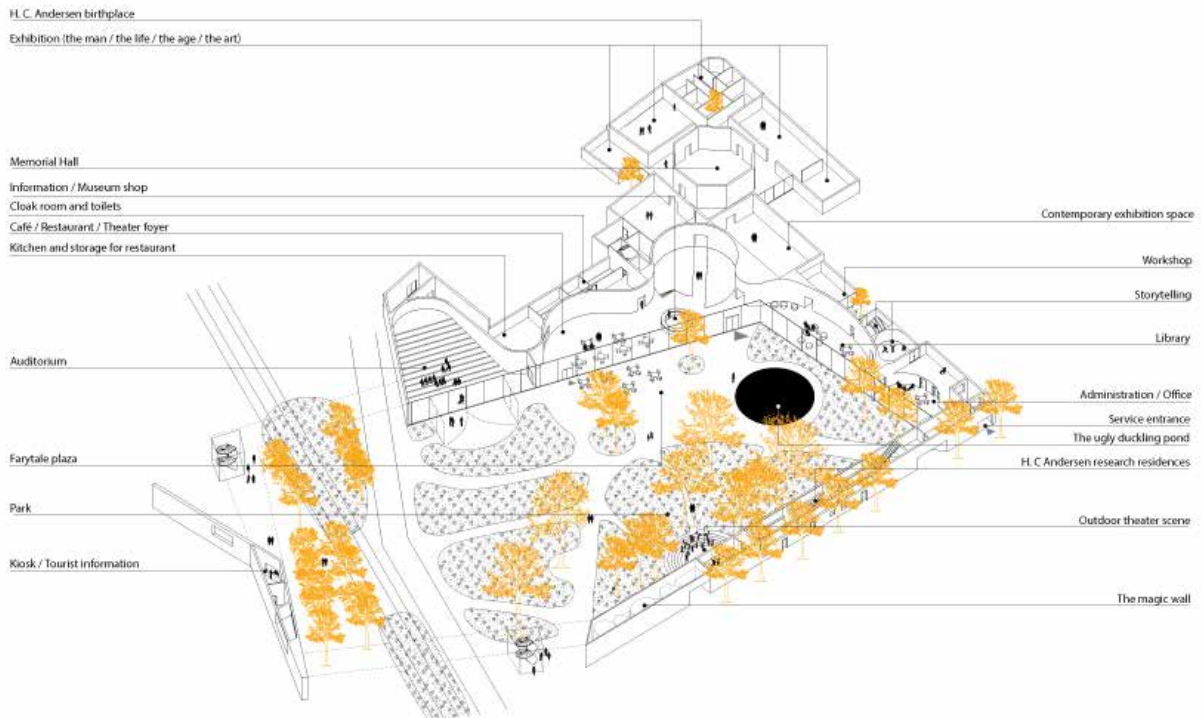 H. C. Andersen birthplace
Exhibition (the man / the life / the age / the art)
Memorial Hall
Information / Museum shop
Cloak room and toilets
Café / Restaurant / Theater foyer
Kitchen and storage for restaurant
Auditorium
Farytale plaza
Park
Kiosk / Tourist information
Contemporary exhibition space
Workshop
Storytelling
Library
Administration / Office
Service entrance
The ugly duckling pond
H. C Andersen research residences
Outdoor theater scene
The magic wall